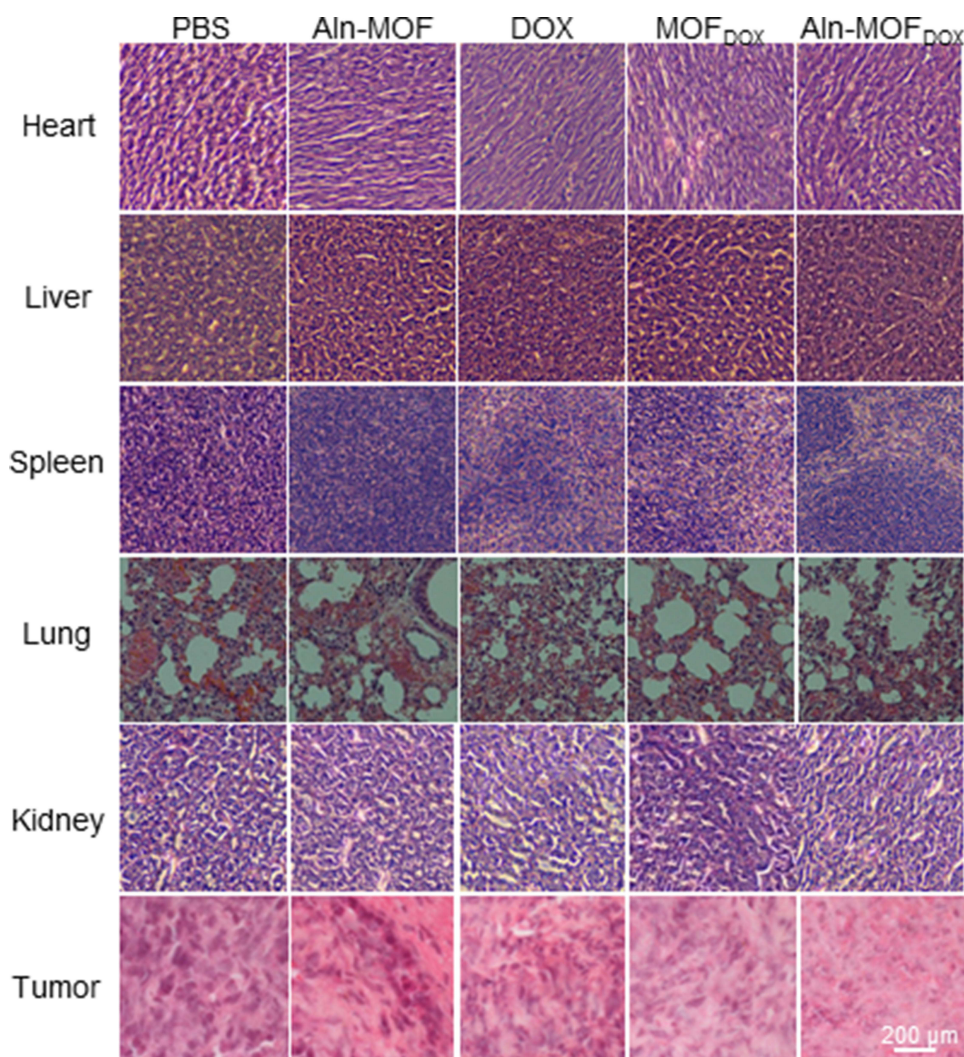 PBS Aln-MOF DOX MOFDOX Aln-MOFDOX
Heart
Liver
Spleen
Lung
Kidney
Tumor
200 μm